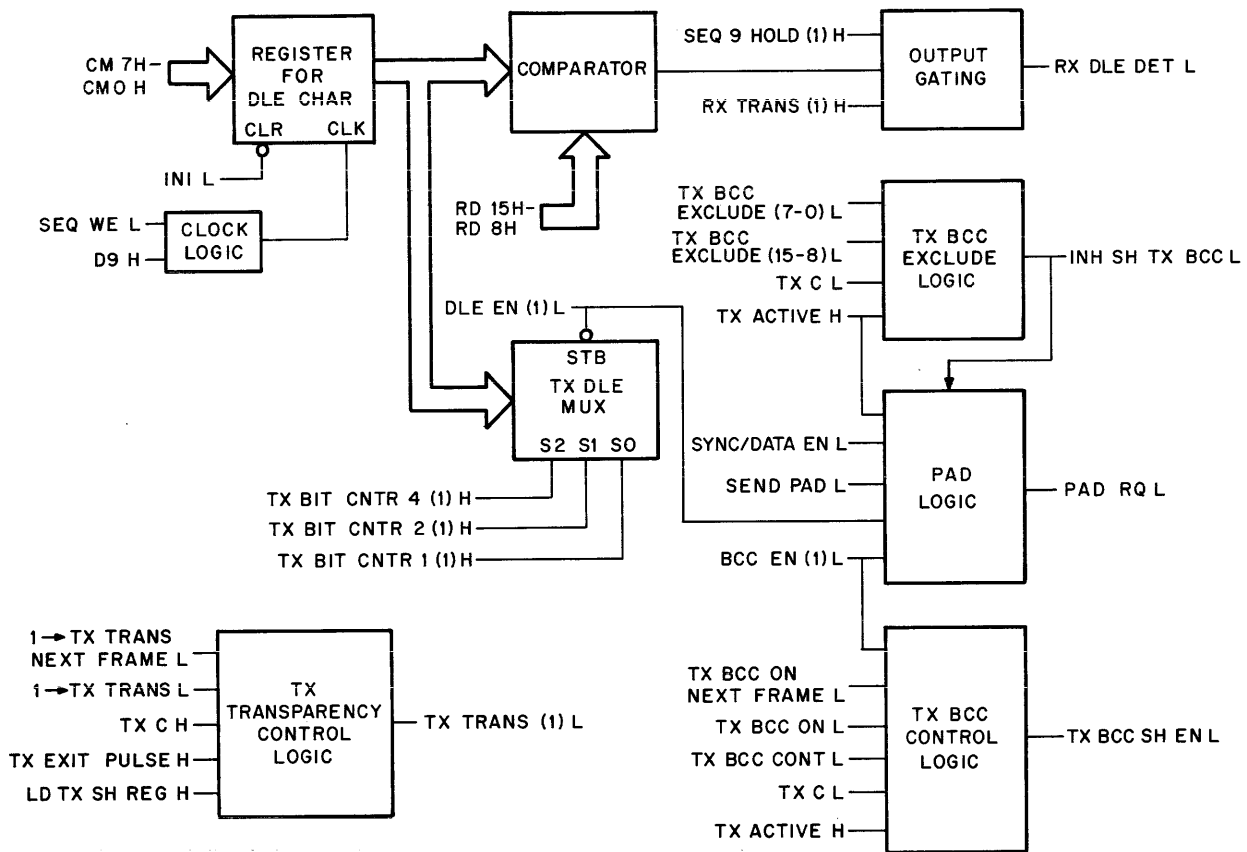 CM 7H-
CM0 H
REGISTER
FOR
DLE CHAR
CLR CLK
INI L
SEQ WE L
D9 H
CLOCK
LOGIC
COMPARATOR
RD 15H-
RD 8H
SEQ 9 HOLD (1) H
RX TRANS (1) H
OUTPUT
GATING
RX DLE DET L
TX BCC
EXCLUDE (7-0) L
TX BCC
EXCLUDE (15-8) L
TX C L
TX ACTIVE H
TX BCC
EXCLUDE
LOGIC
INH SH TX BCC L
DLE EN (1) L
STB
TX DLE
MUX
S2 S1 S0
TX BIT CNTR 4 (1) H
TX BIT CNTR 2 (1) H
TX BIT CNTR 1 (1) H
SYNC/DATA EN L
SEND PAD L
BCC EN (1) L
PAD
LOGIC
PAD RQ L
1→TX TRANS
NEXT FRAME L
1→TX TRANS L
TX C H
TX EXIT PULSE H
LD TX SH REG H
TX
TRANSPARENCY
CONTROL
LOGIC
TX TRANS (1) L
TX BCC ON
NEXT FRAME L
TX BCC ON L
TX BCC CONT L
TX C L
TX ACTIVE H
TX BCC
CONTROL
LOGIC
TX BCC SH EN L